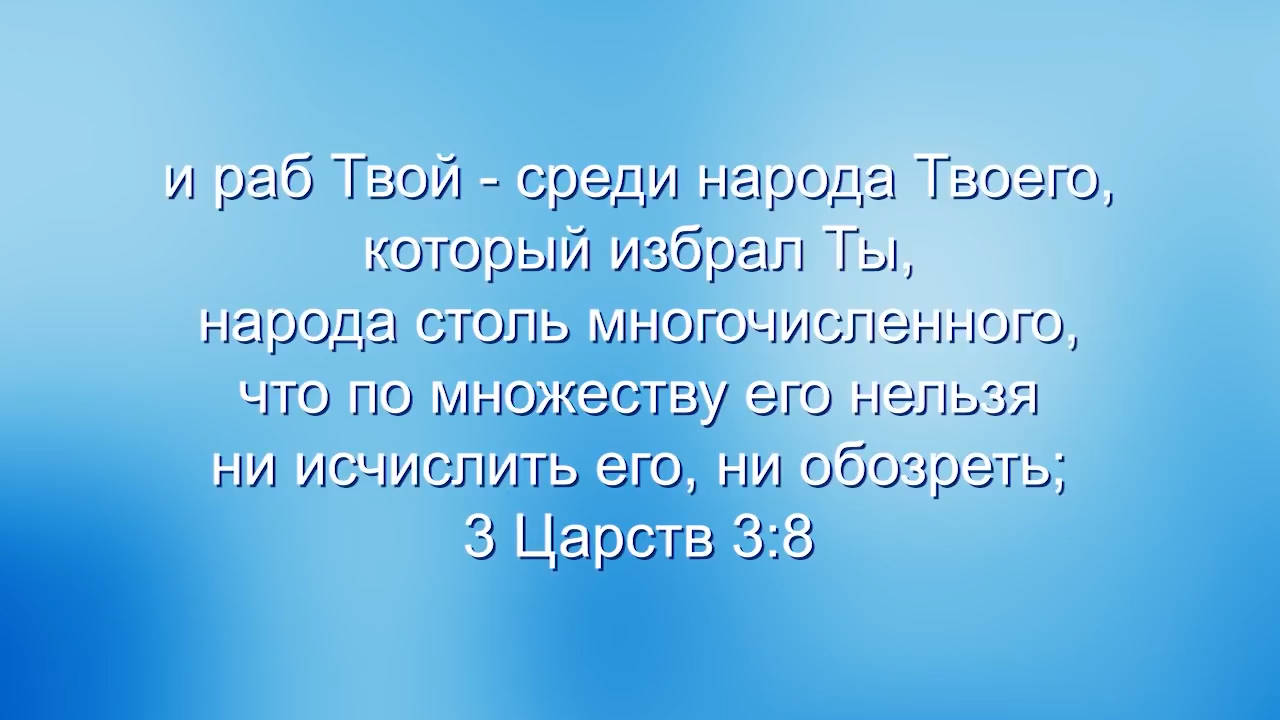 и раб Твой - среди народа Твоего,
который избрал Ты,
народа столь многочисленного,
что по множеству его нельзя
ни исчислить его, ни обозреть;
3 Царств 3:8